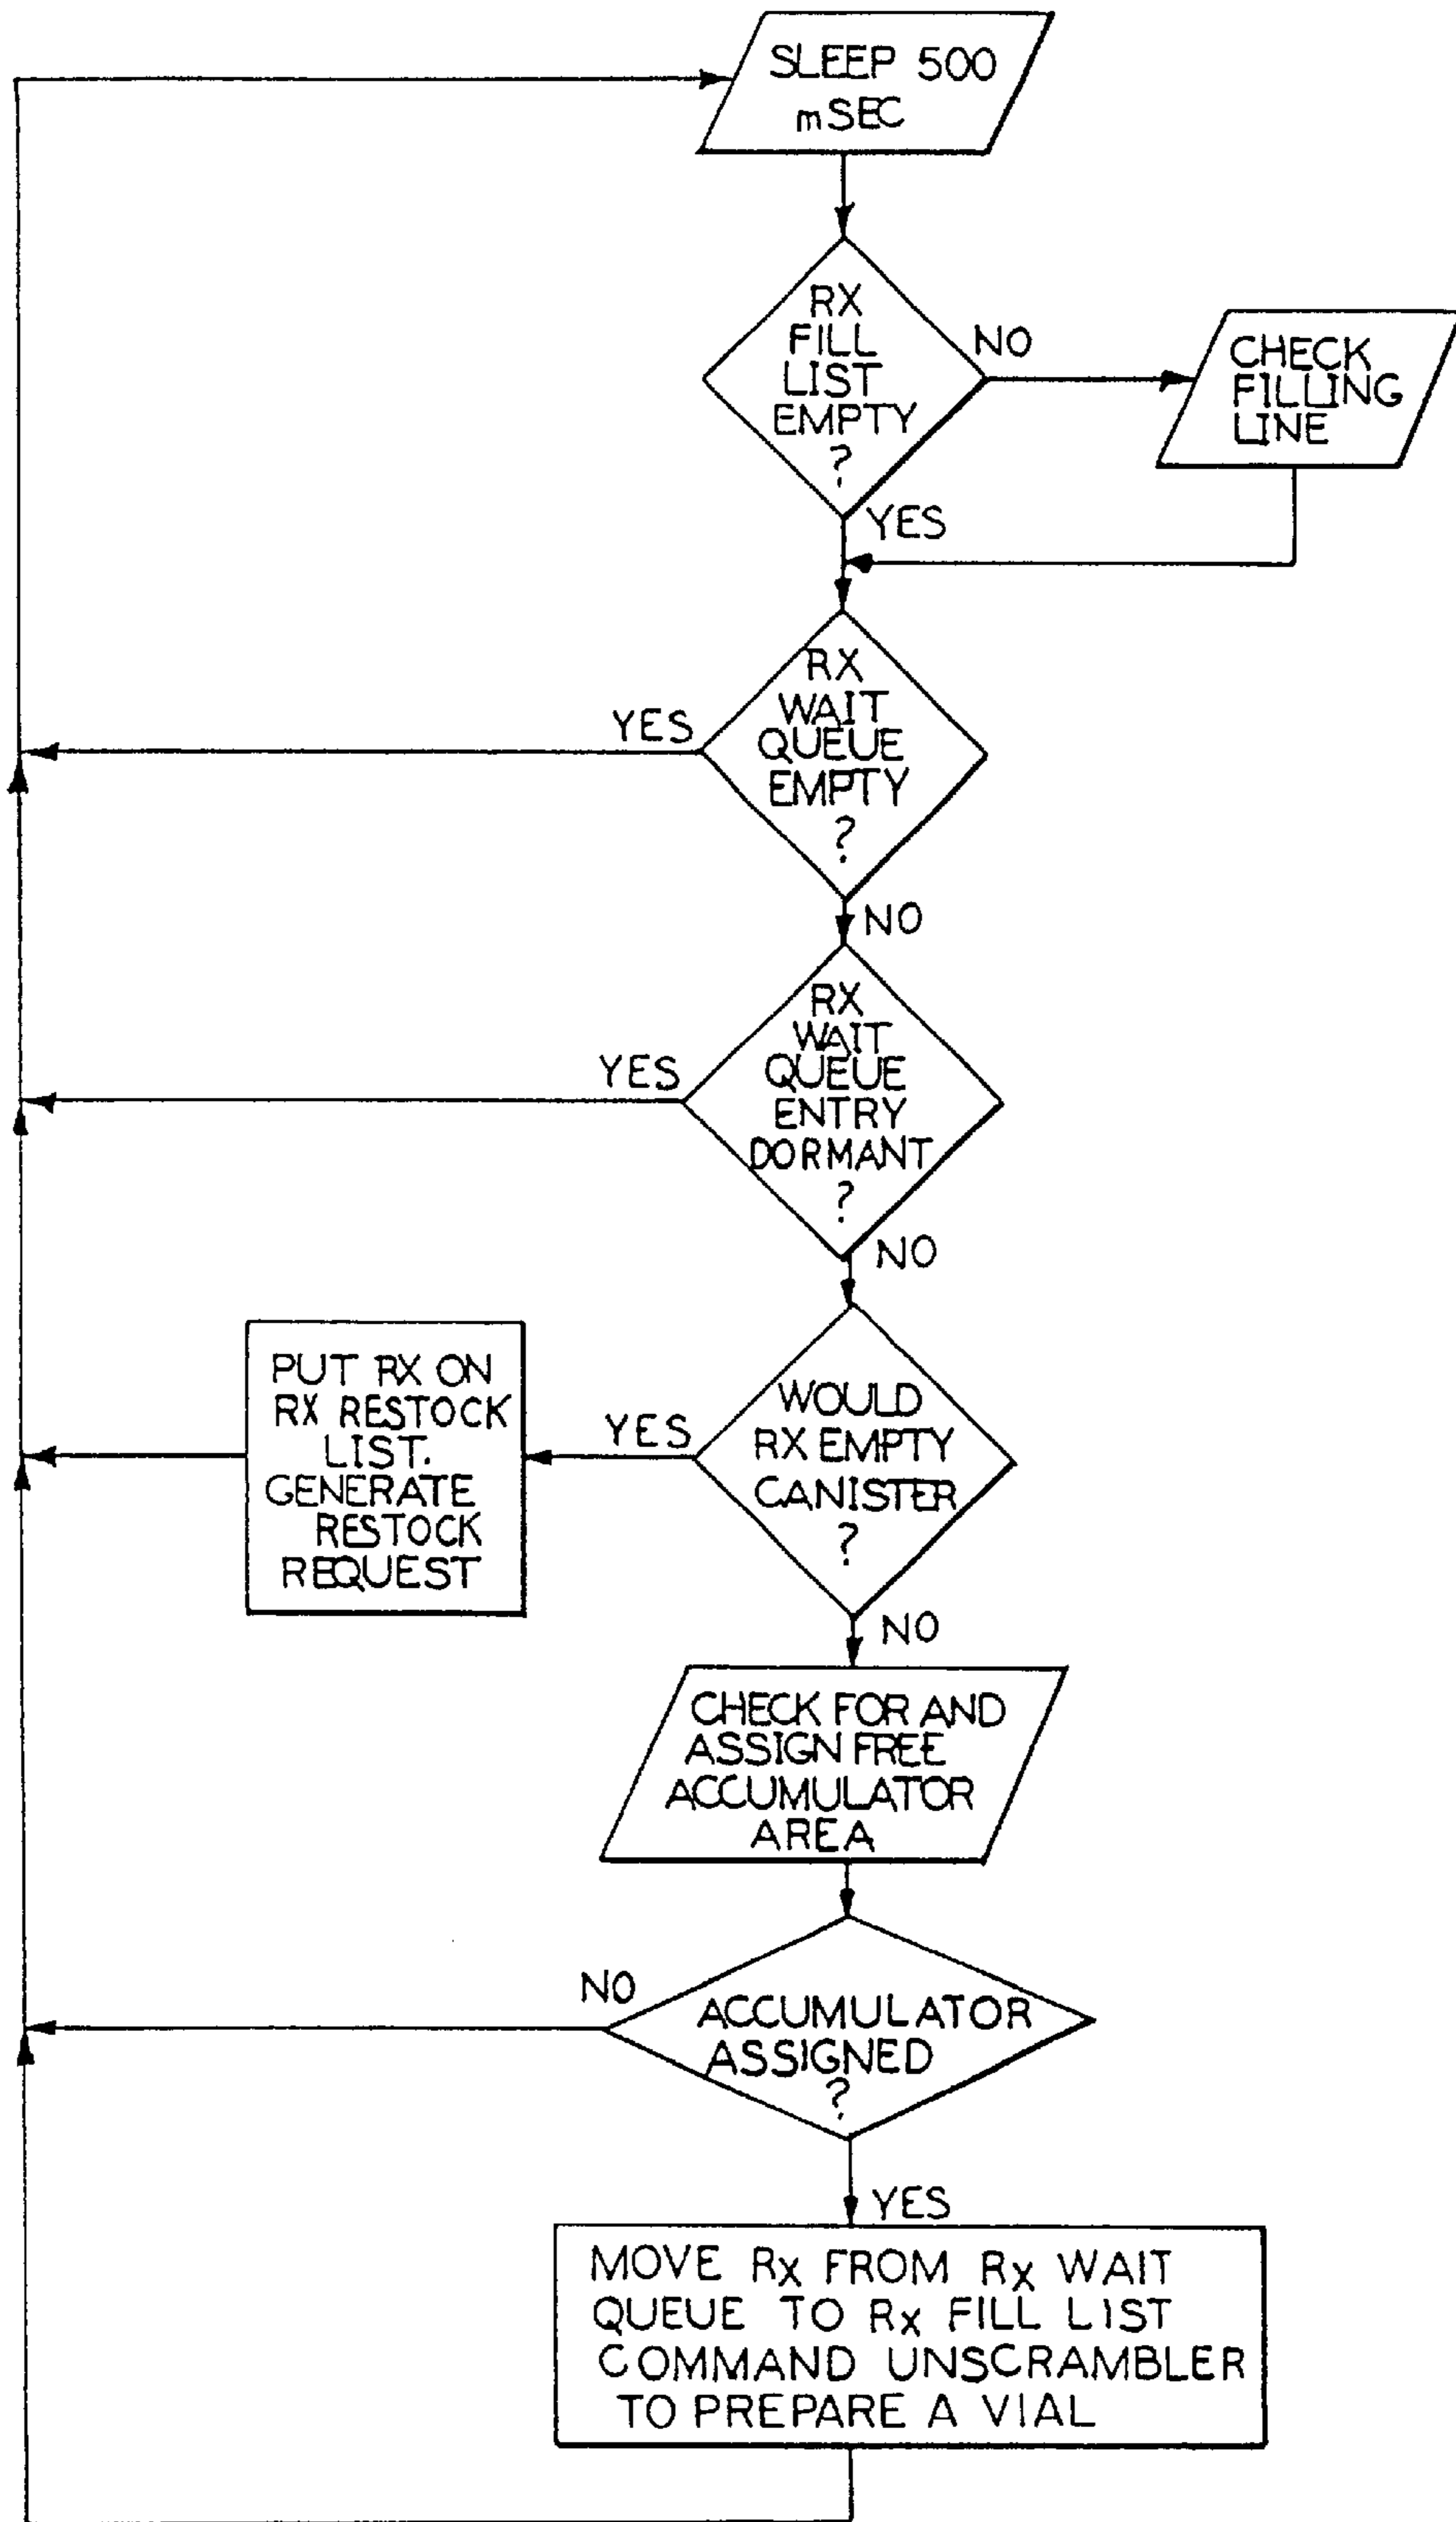 SLEEP 500
mSEC
RX
FILL
LIST
EMPTY
?
NO
CHECK
FILLING
LINE
YES
RX
WAIT
QUEUE
EMPTY
?
YES
NO
RX
WAIT
QUEUE
ENTRY
DORMANT
?
YES
NO
WOULD
RX EMPTY
CANISTER
?
YES
PUT RX ON
RX RESTOCK
LIST.
GENERATE
RESTOCK
REQUEST
NO
CHECK FOR AND
ASSIGN FREE
ACCUMULATOR
AREA
NO
ACCUMULATOR
ASSIGNED
?
YES
MOVE Rx FROM Rx WAIT
QUEUE TO Rx FILL LIST
COMMAND UNSCRAMBLER
TO PREPARE A VIAL